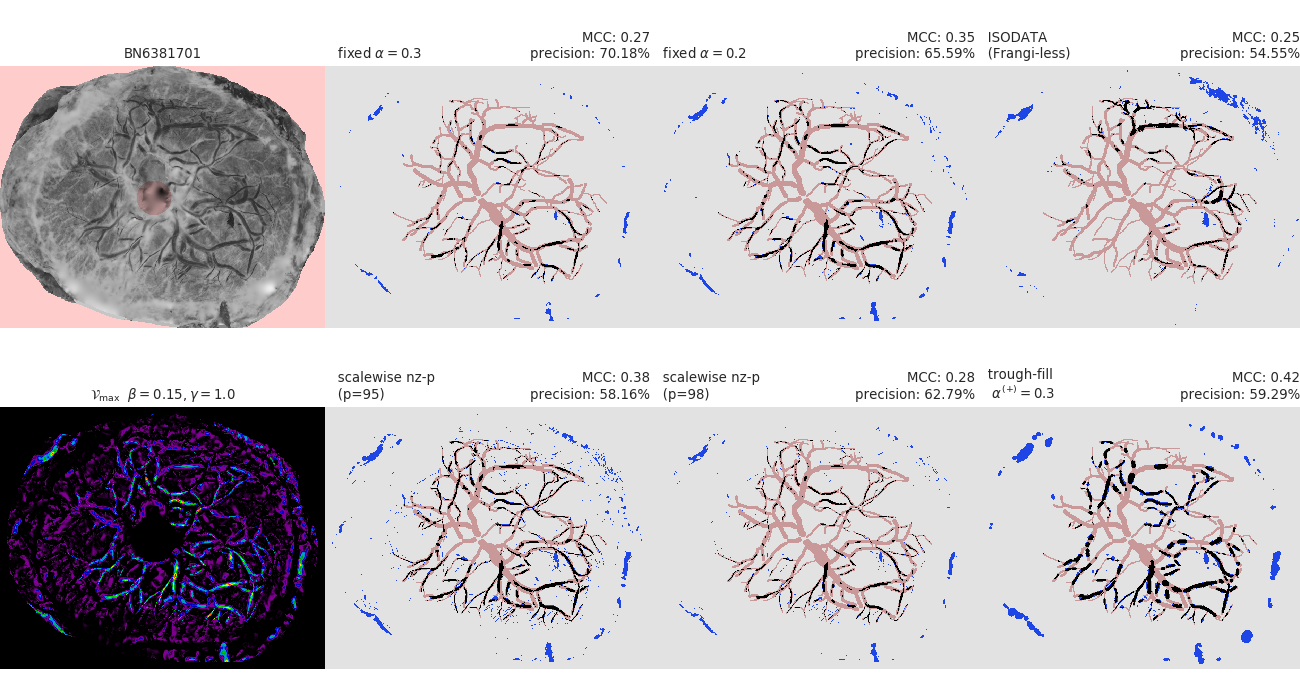 BN6381701
fixed α = 0.3
MCC: 0.27
precision: 70.18%
fixed α = 0.2
MCC: 0.35
precision: 65.59%
ISODATA
(Frangi-less)
MCC: 0.25
precision: 54.55%
𝒱max β = 0.15, γ = 1.0
scalewise nz-p
(p=95)
MCC: 0.38
precision: 58.16%
scalewise nz-p
(p=98)
MCC: 0.28
precision: 62.79%
trough-fill
α(+) = 0.3
MCC: 0.42
precision: 59.29%